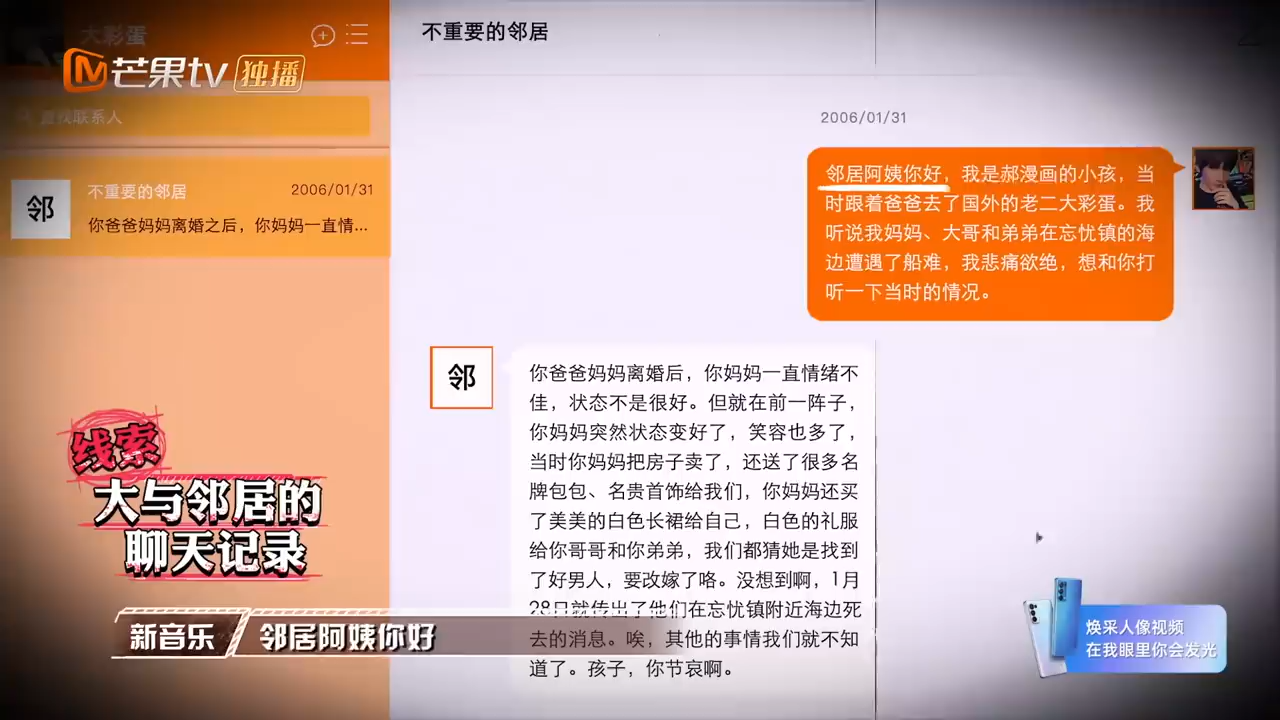 大彩蛋
芒果tv 独播
查找联系人
邻
不重要的邻居
2006/01/31
你爸爸妈妈离婚之后，你妈妈一直情...
不重要的邻居
2006/01/31
邻居阿姨你好，我是郝漫画的小孩，当
时跟着爸爸去了国外的老二大彩蛋。我
听说我妈妈、大哥和弟弟在忘忧镇的海
边遭遇了船难，我悲痛欲绝，想和你打
听一下当时的情况。
邻
你爸爸妈妈离婚后，你妈妈一直情绪不
佳，状态不是很好。但就在前一阵子，
你妈妈突然状态变好了，笑容也多了，
当时你妈妈把房子卖了，还送了很多名
牌包包、名贵首饰给我们，你妈妈还买
了美美的白色长裙给自己，白色的礼服
给你哥哥和你弟弟，我们都猜她是找到
了好男人，要改嫁了咯。没想到啊，1月
28日就传出了他们在忘忧镇附近海边死
去的消息。唉，其他的事情我们就不知
道了。孩子，你节哀啊。
线索
大与邻居的
聊天记录
新音乐
邻居阿姨你好
焕采人像视频
在我眼里你会发光